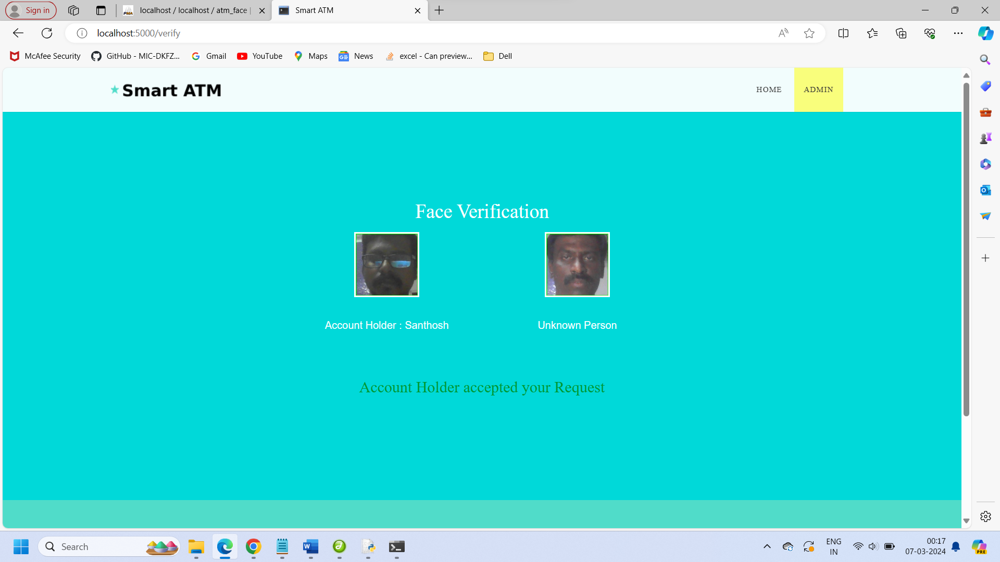 Sign in
localhost / localhost / atm_face |
Smart ATM
localhost:5000/verify
McAfee Security
GitHub - MIC-DKFZ...
Gmail
YouTube
Maps
News
excel - Can preview...
Dell
Smart ATM
HOME
ADMIN
Face Verification
Account Holder : Santhosh
Unknown Person
Account Holder accepted your Request
Search
ENG
IN
00:17
07-03-2024
PRE